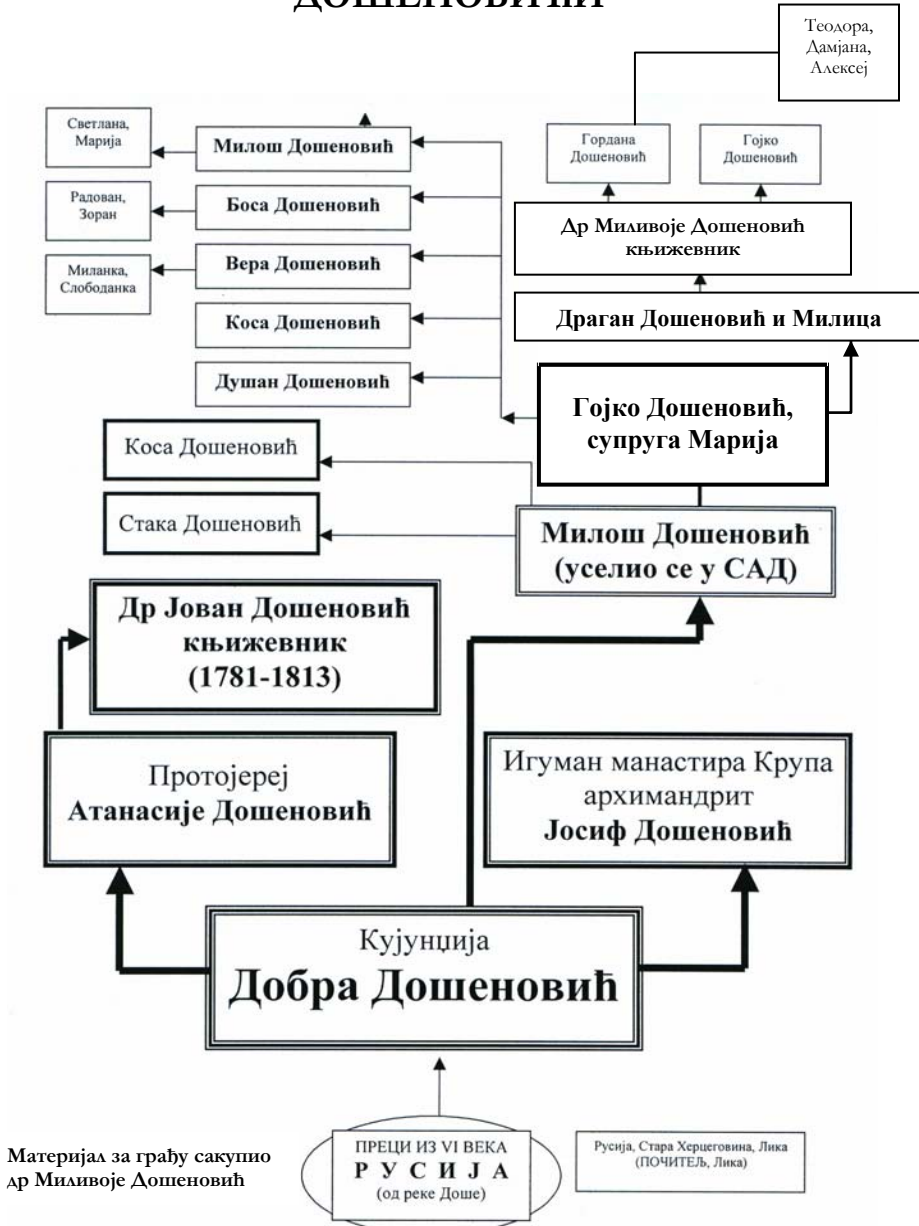 ДОШЕНОВИЋИ
Теодора,
Дамјана,
Алексеј
Светлана,
Марија
Милош Дошеновић
Гордана
Дошеновић
Гојко
Дошеновић
Радован,
Зоран
Боса Дошеновић
Др Миливоје Дошеновић
књижевник
Миланка,
Слободанка
Вера Дошеновић
Коса Дошеновић
Драган Дошеновић и Милица
Душан Дошеновић
Гојко Дошеновић,
супруга Марија
Коса Дошеновић
Стака Дошеновић
Милош Дошеновић
(уселио се у САД)
Др Јован Дошеновић
књижевник
(1781-1813)
Протојереј
Атанасије Дошеновић
Игуман манастира Крупа
архимандрит
Јосиф Дошеновић
Кујунџија
Добра Дошеновић
ПРЕЦИ ИЗ VI ВЕКА
Р У С И Ј А
(од реке Доше)
Русија, Стара Херцеговина, Лика
(ПОЧИТЕЉ, Лика)
Материјал за грађу сакупио
др Миливоје Дошеновић